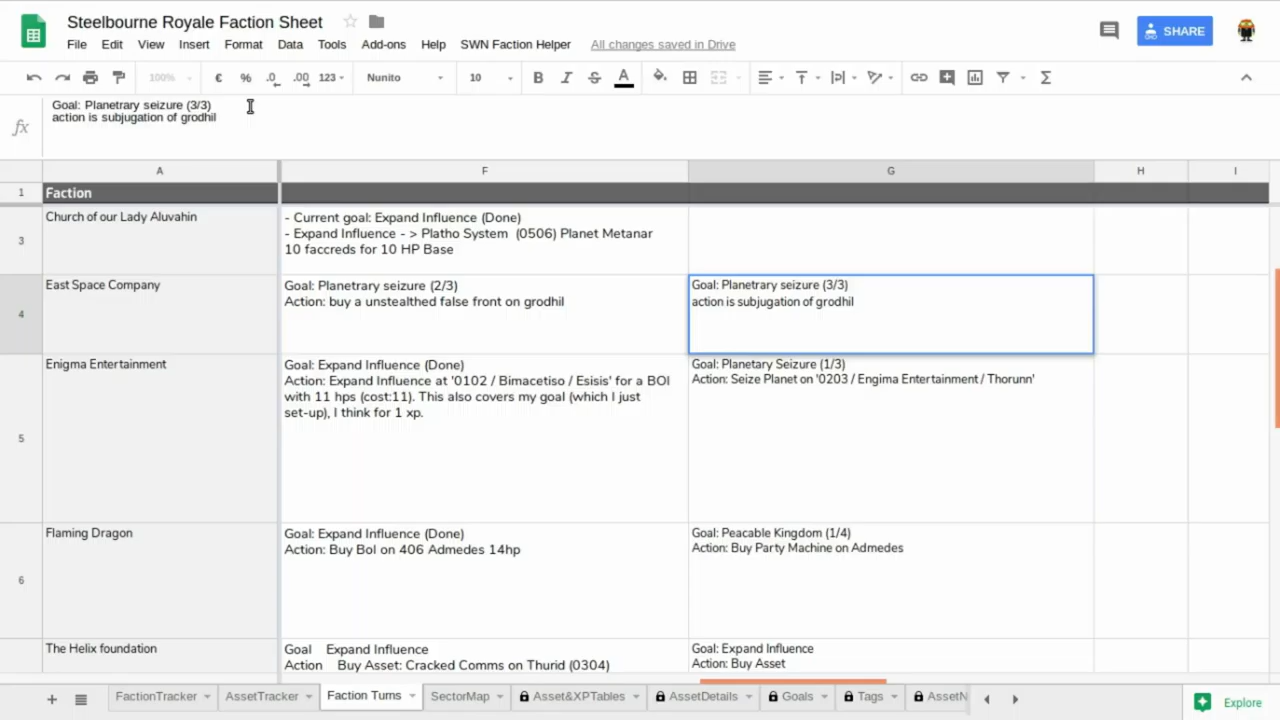 Steelbourne Royale Faction Sheet
File Edit View Insert Format Data Tools Add-ons Help SWN Faction Helper All changes saved in Drive
SHARE
100% € % .0 .00 123 Nunito 10 B I S A Σ
fx
Goal: Planetrary seizure (3/3)
action is subjugation of grodhil
A F G H I
1 Faction
3 Church of our Lady Aluvahin
- Current goal: Expand Influence (Done)
- Expand Influence - > Platho System (0506) Planet Metanar
10 faccreds for 10 HP Base
4 East Space Company
Goal: Planetrary seizure (2/3)
Action: buy a unstealthed false front on grodhil
Goal: Planetrary seizure (3/3)
action is subjugation of grodhil
5 Enigma Entertainment
Goal: Expand Influence (Done)
Action: Expand Influence at '0102 / Bimacetiso / Esisis' for a BOI
with 11 hps (cost:11). This also covers my goal (which I just
set-up), I think for 1 xp.
Goal: Planetary Seizure (1/3)
Action: Seize Planet on '0203 / Engima Entertainment / Thorunn'
6 Flaming Dragon
Goal: Expand Influence (Done)
Action: Buy BoI on 406 Admedes 14hp
Goal: Peacable Kingdom (1/4)
Action: Buy Party Machine on Admedes
The Helix foundation
Goal Expand Influence
Action Buy Asset: Cracked Comms on Thurid (0304)
Goal: Expand Influence
Action: Buy Asset
FactionTracker AssetTracker Faction Turns SectorMap Asset&XPTables AssetDetails Goals Tags AssetN
Explore